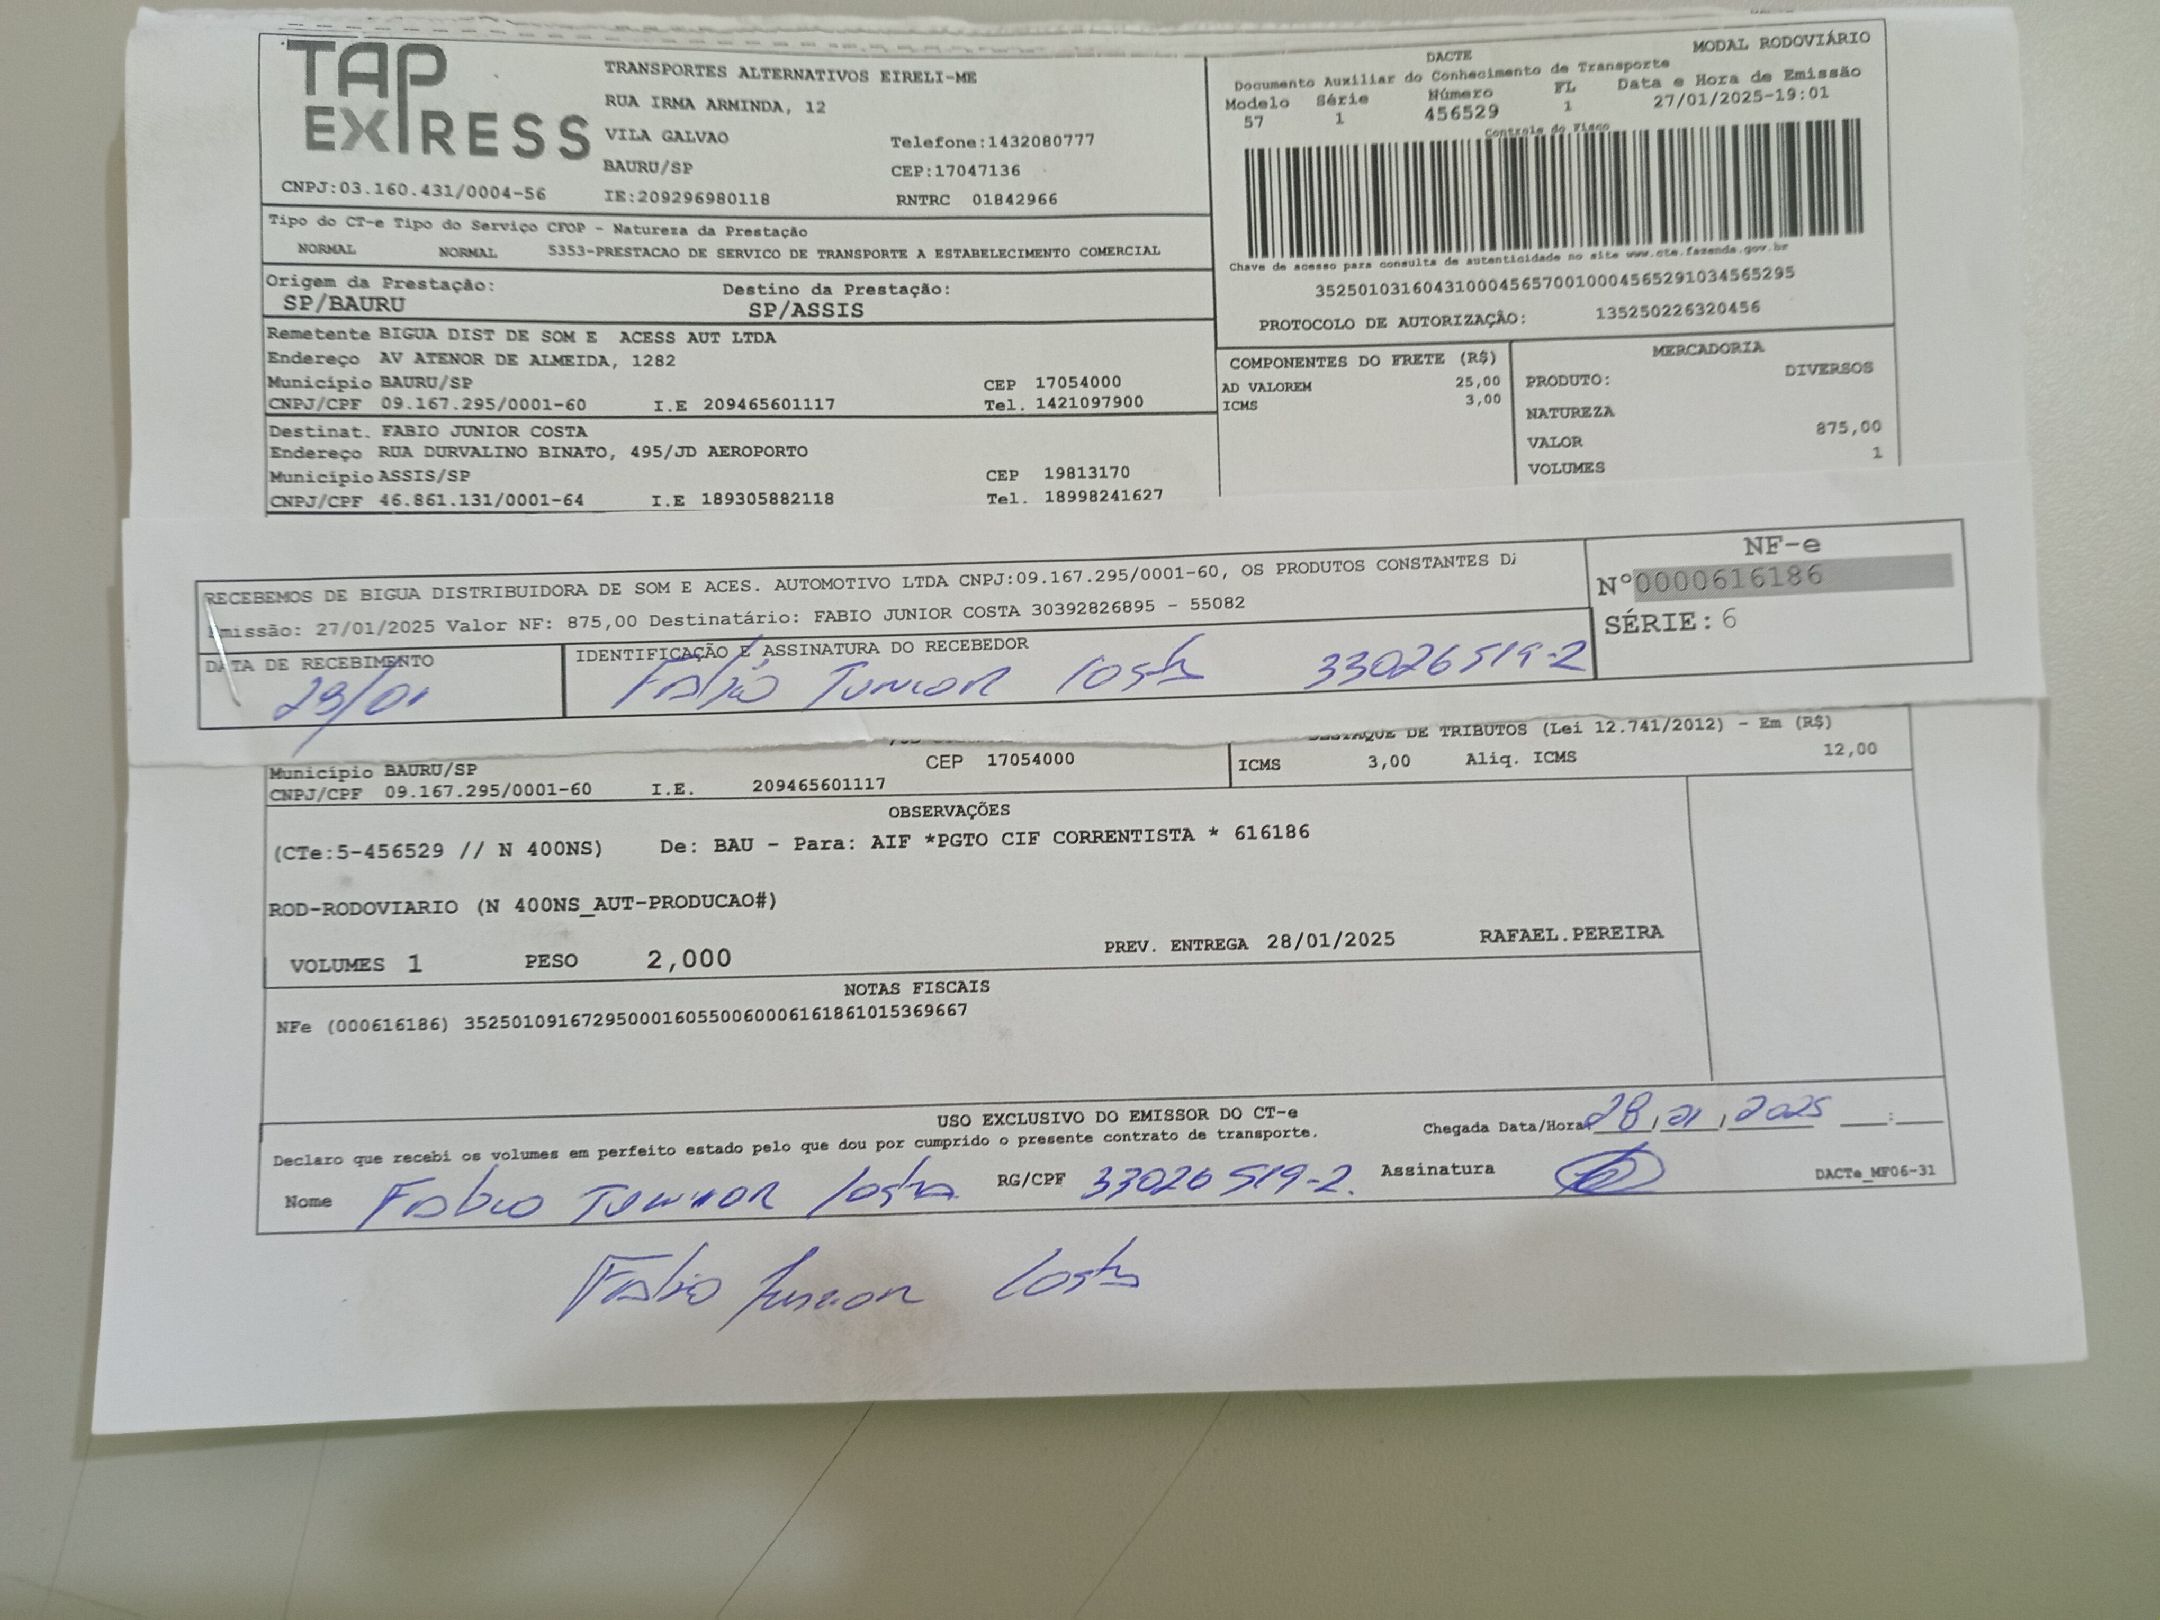 TAP EXPRESS
TRANSPORTES ALTERNATIVOS EIRELI-ME
RUA IRMA ARMINDA, 12
VILA GALVAO Telefone:1432080777
BAURU/SP CEP:17047136
CNPJ:03.160.431/0004-56 IE:209296980118 RNTRC 01842966
DACTE MODAL RODOVIÁRIO
Documento Auxiliar do Conhecimento de Transporte
Modelo Série Número FL Data e Hora de Emissão
57 1 456529 1 27/01/2025-19:01
Controle do Fisco
Chave de acesso para consulta de autenticidade no site www.cte.fazenda.gov.br
35250103160431000456570010004565291034565295
PROTOCOLO DE AUTORIZAÇÃO: 135250226320456
Tipo do CT-e Tipo do Serviço CFOP - Natureza da Prestação
NORMAL NORMAL 5353-PRESTACAO DE SERVICO DE TRANSPORTE A ESTABELECIMENTO COMERCIAL
Origem da Prestação: Destino da Prestação:
SP/BAURU SP/ASSIS
Remetente BIGUA DIST DE SOM E ACESS AUT LTDA
Endereço AV ATENOR DE ALMEIDA, 1282
Município BAURU/SP CEP 17054000
CNPJ/CPF 09.167.295/0001-60 I.E 209465601117 Tel. 1421097900
Destinat. FABIO JUNIOR COSTA
Endereço RUA DURVALINO BINATO, 495/JD AEROPORTO
Município ASSIS/SP CEP 19813170
CNPJ/CPF 46.861.131/0001-64 I.E 189305882118 Tel. 18998241627
COMPONENTES DO FRETE (R$)
AD VALOREM 25,00
ICMS 3,00
MERCADORIA
PRODUTO: DIVERSOS
NATUREZA
VALOR 875,00
VOLUMES 1
RECEBEMOS DE BIGUA DISTRIBUIDORA DE SOM E ACES. AUTOMOTIVO LTDA CNPJ:09.167.295/0001-60, OS PRODUTOS CONSTANTES DA
Emissão: 27/01/2025 Valor NF: 875,00 Destinatário: FABIO JUNIOR COSTA 30392826895 - 55082
DATA DE RECEBIMENTO IDENTIFICAÇÃO E ASSINATURA DO RECEBEDOR
29/01 Fabio Junior Costa 33026519-2
NF-e
N°0000616186
SÉRIE: 6
DESTAQUE DE TRIBUTOS (Lei 12.741/2012) - Em (R$)
Município BAURU/SP CEP 17054000 ICMS 3,00 Aliq. ICMS 12,00
CNPJ/CPF 09.167.295/0001-60 I.E. 209465601117
OBSERVAÇÕES
(CTe:5-456529 // N 400NS) De: BAU - Para: AIF *PGTO CIF CORRENTISTA * 616186
ROD-RODOVIARIO (N 400NS_AUT-PRODUCAO#)
VOLUMES 1 PESO 2,000 PREV. ENTREGA 28/01/2025 RAFAEL.PEREIRA
NOTAS FISCAIS
NFe (000616186) 35250109167295000160550060006161861015369667
USO EXCLUSIVO DO EMISSOR DO CT-e
Declaro que recebi os volumes em perfeito estado pelo que dou por cumprido o presente contrato de transporte. Chegada Data/Hora 28/01/2025 __:__
Nome Fabio Junior Costa RG/CPF 33026519-2. Assinatura DACTe_MF06-31
Fabio Junior Costa